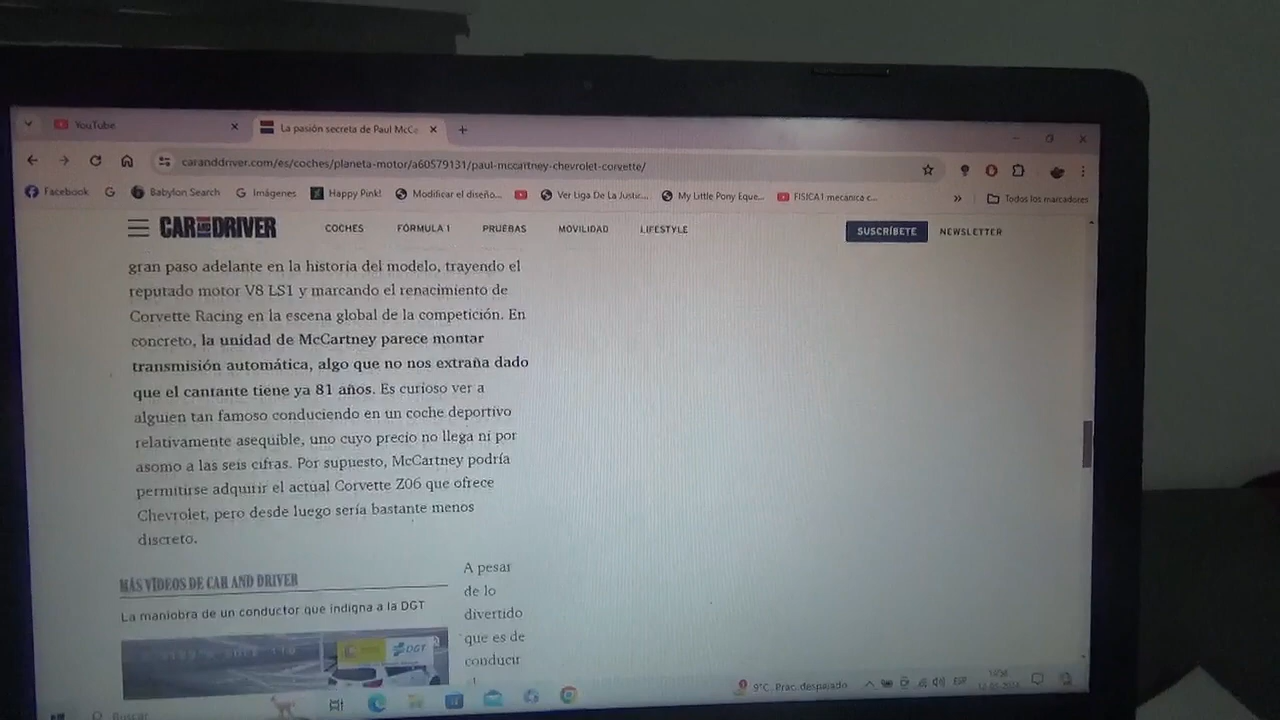 YouTube
La pasión secreta de Paul McCa
caranddriver.com/es/coches/planeta-motor/a60579131/paul-mccartney-chevrolet-corvette/
Facebook
Babylon Search
Imágenes
Happy Pink!
Modificar el diseño...
Ver Liga De La Justic...
My Little Pony Eque...
FISICA1 mecánica c...
»
Todos los marcadores
CAR AND DRIVER
COCHES
FÓRMULA 1
PRUEBAS
MOVILIDAD
LIFESTYLE
SUSCRÍBETE
NEWSLETTER
gran paso adelante en la historia del modelo, trayendo el
reputado motor V8 LS1 y marcando el renacimiento de
Corvette Racing en la escena global de la competición. En
concreto, la unidad de McCartney parece montar
transmisión automática, algo que no nos extraña dado
que el cantante tiene ya 81 años. Es curioso ver a
alguien tan famoso conduciendo en un coche deportivo
relativamente asequible, uno cuyo precio no llega ni por
asomo a las seis cifras. Por supuesto, McCartney podría
permitirse adquirir el actual Corvette Z06 que ofrece
Chevrolet, pero desde luego sería bastante menos
discreto.
MÁS VÍDEOS DE CAR AND DRIVER
La maniobra de un conductor que indigna a la DGT
DGT
A pesar
de lo
divertido
que es de
conducir
Buscar
9°C Prac. despejado
ESP